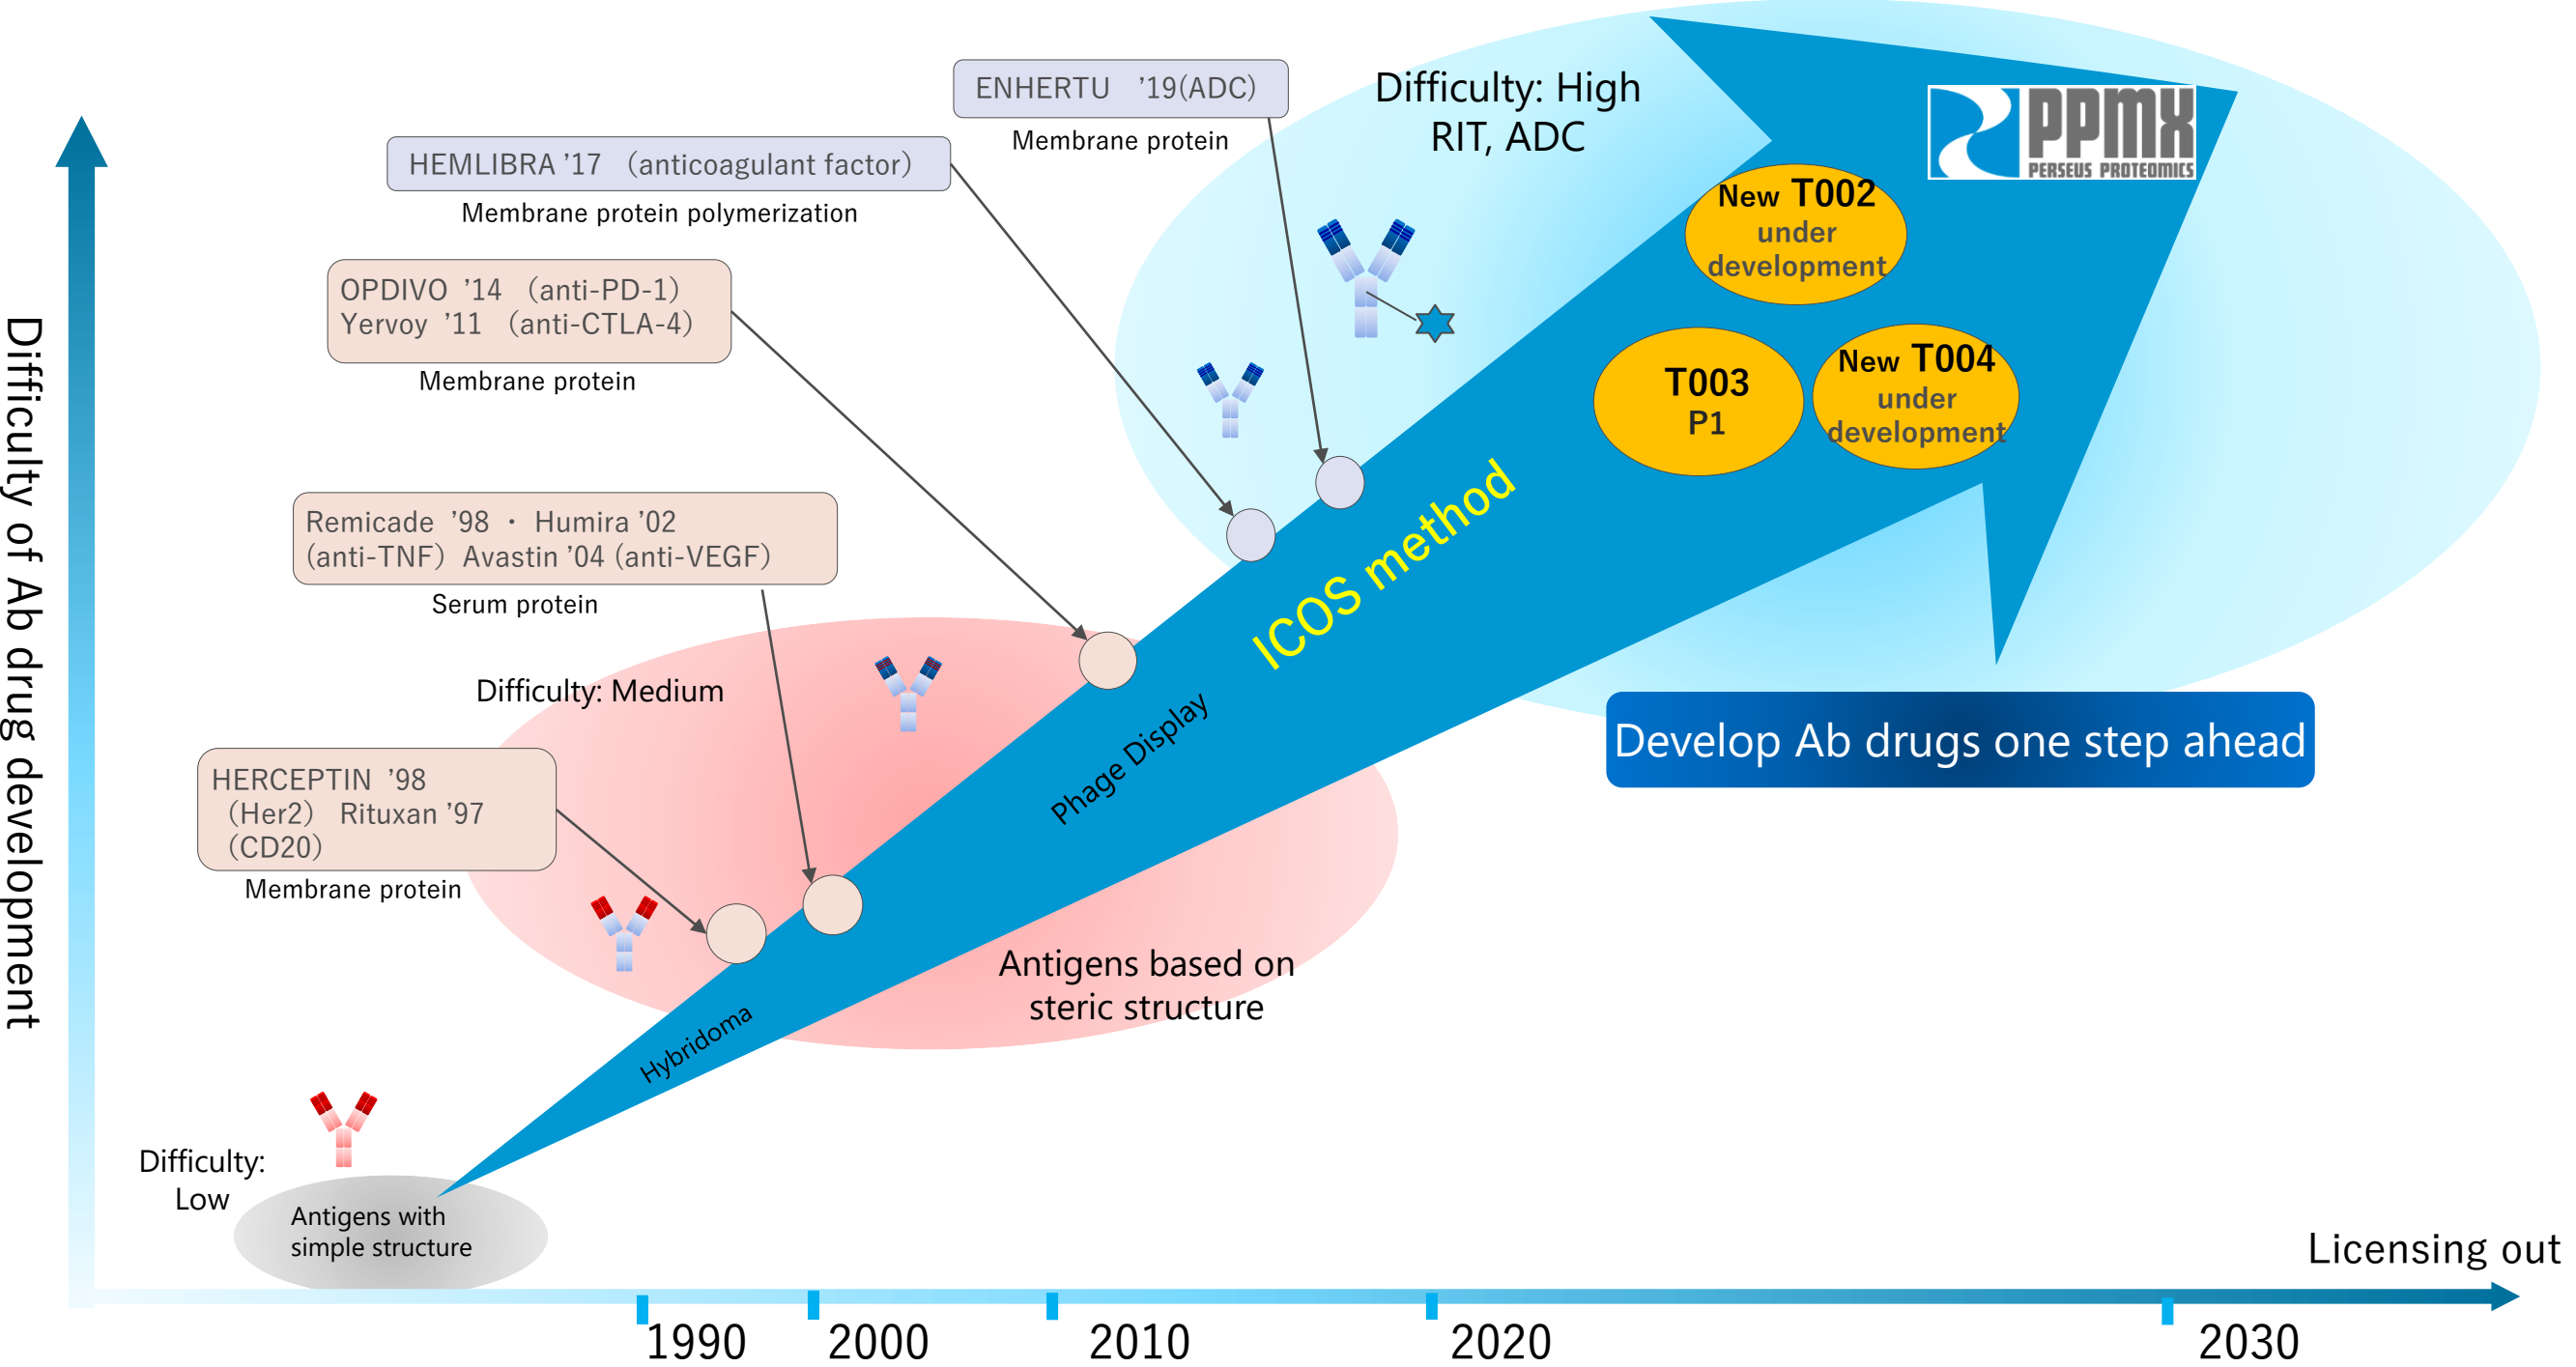 Difficulty of Ab drug development
ENHERTU ’19(ADC)
Membrane protein
HEMLIBRA ’17 （anticoagulant factor）
Membrane protein polymerization
OPDIVO ’14 （anti-PD-1）
Yervoy ’11 （anti-CTLA-4）
Membrane protein
Remicade ’98 ・ Humira ’02
(anti-TNF） Avastin ’04 (anti-VEGF）
Serum protein
Difficulty: Medium
HERCEPTIN ’98
（Her2） Rituxan ’97
（CD20）
Membrane protein
Difficulty: High
RIT, ADC
PPMX
PERSEUS PROTEOMICS
New T002
under
development
T003
P1
New T004
under
development
ICOS method
Phage Display
Hybridoma
Develop Ab drugs one step ahead
Antigens based on
steric structure
Difficulty:
Low
Antigens with
simple structure
Licensing out
1990
2000
2010
2020
2030